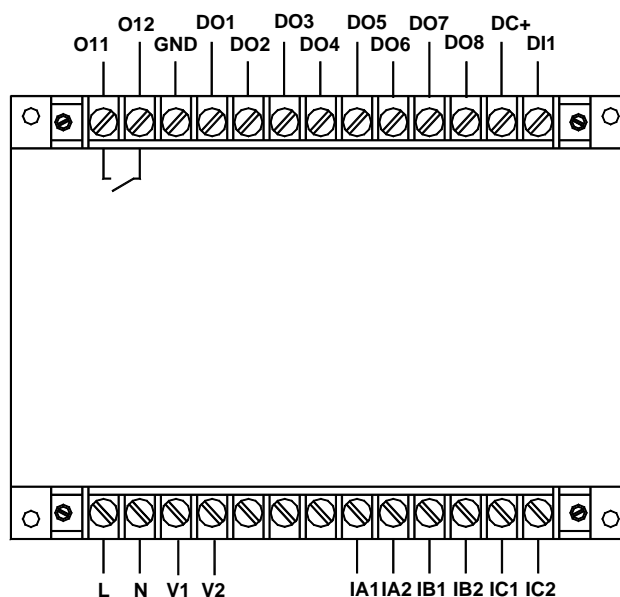 O12 DO1 DO3 DO5 DO7 DC+
O11 GND DO2 DO4 DO6 DO8 DI1
L N V1 V2 IA1 IA2 IB1 IB2 IC1 IC2